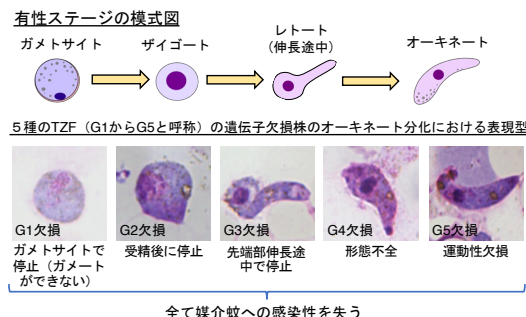 有性ステージの模式図
ガメトサイト
ザイゴート
レトート
(伸長途中)
オーキネート
５種のTZF（G1からG5と呼称）の遺伝子欠損株のオーキネート分化における表現型
G1欠損
G2欠損
G3欠損
G4欠損
G5欠損
ガメトサイトで
停止（ガメート
ができない）
受精後に停止
先端部伸長途
中で停止
形態不全
運動性欠損
全て媒介蚊への感染性を失う